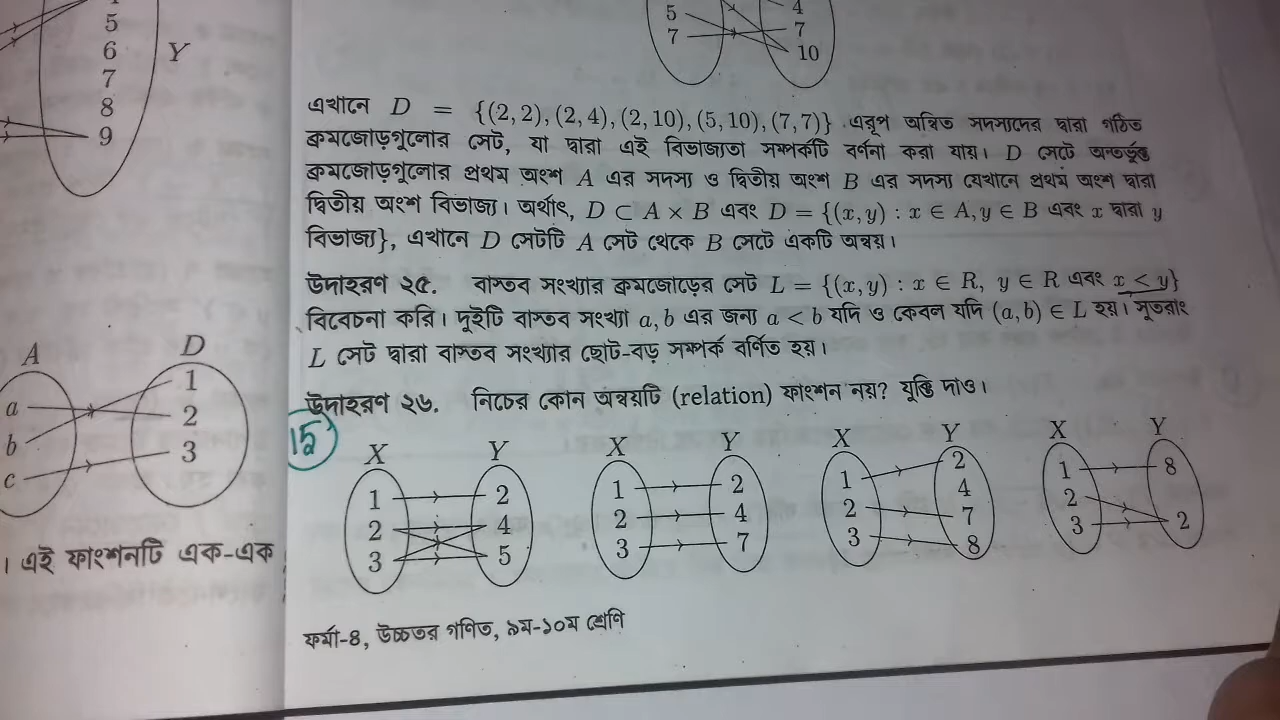 5
6
7
8
9
Y
A
D
a
b
c
1
2
3
। এই ফাংশনটি এক-এক
5
7
4
7
10
এখানে D = {(2, 2), (2, 4), (2, 10), (5, 10), (7, 7)} এরূপ অন্বিত সদস্যদের দ্বারা গঠিত
ক্রমজোড়গুলোর সেট, যা দ্বারা এই বিভাজ্যতা সম্পর্কটি বর্ণনা করা যায়। D সেটে অন্তর্ভুক্ত
ক্রমজোড়গুলোর প্রথম অংশ A এর সদস্য ও দ্বিতীয় অংশ B এর সদস্য যেখানে প্রথম অংশ দ্বারা
দ্বিতীয় অংশ বিভাজ্য। অর্থাৎ, D ⊂ A × B এবং D = {(x, y) : x ∈ A, y ∈ B এবং x দ্বারা y
বিভাজ্য}, এখানে D সেটটি A সেট থেকে B সেটে একটি অন্বয়।
উদাহরণ ২৫. বাস্তব সংখ্যার ক্রমজোড়ের সেট L = {(x, y) : x ∈ R, y ∈ R এবং x < y}
বিবেচনা করি। দুইটি বাস্তব সংখ্যা a, b এর জন্য a < b যদি ও কেবল যদি (a, b) ∈ L হয়। সুতরাং
L সেট দ্বারা বাস্তব সংখ্যার ছোট-বড় সম্পর্ক বর্ণিত হয়।
উদাহরণ ২৬. নিচের কোন অন্বয়টি (relation) ফাংশন নয়? যুক্তি দাও।
15
X Y X Y X Y X Y
1 2 1 2 1 2 1 8
2 4 2 4 2 4 2
3 5 3 7 3 7 3 2
8
ফর্মা-8, উচ্চতর গণিত, ৯ম-১০ম শ্রেণি